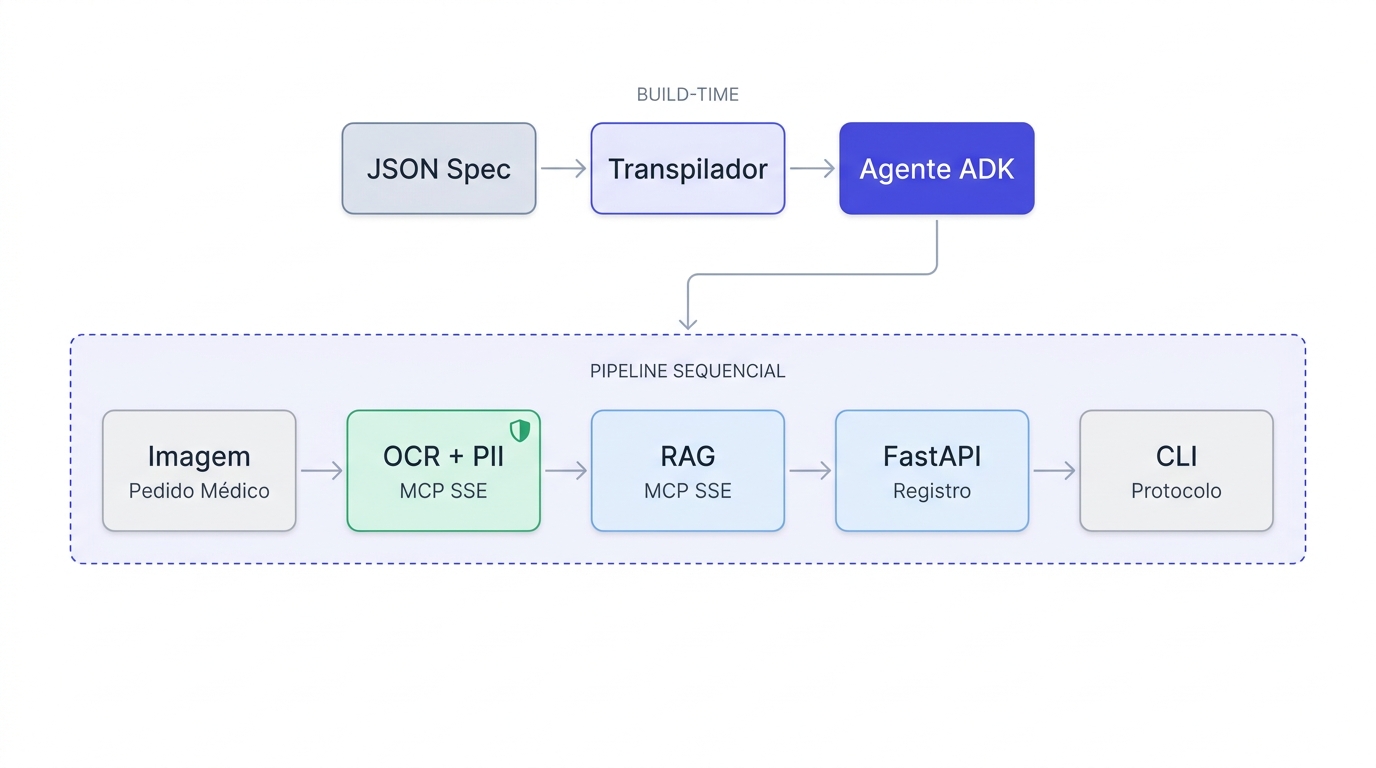 BUILD-TIME
JSON Spec
Transpilador
Agente ADK
PIPELINE SEQUENCIAL
Imagem
Pedido Médico
OCR + PII
MCP SSE
RAG
MCP SSE
FastAPI
Registro
CLI
Protocolo